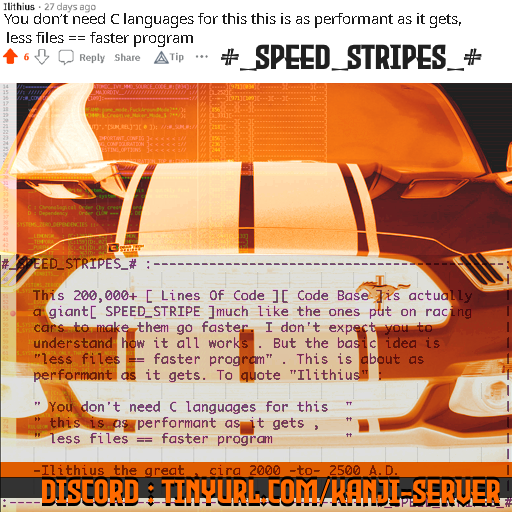 Ilithius · 27 days ago
You don't need C languages for this this is as performant as it gets,
less files == faster program
6 Reply Share Tip ...
#_SPEED_STRIPES_#
#_SPEED_STRIPES_# :
This 200,000+ [ Lines Of Code ][ Code Base ]is actually
a giant[ SPEED_STRIPE ]much like the ones put on racing
cars to make them go faster. I don't expect you to
understand how it all works . But the basic idea is
"less files == faster program" . This is about as
performant as it gets. To quote "Ilithius" :
" You don't need C languages for this "
" this is as performant as it gets , "
" less files == faster program "
-Ilithius the great , cira 2000 -to- 2500 A.D.
DISCORD : TINYURL.COM/KANJI-SERVER